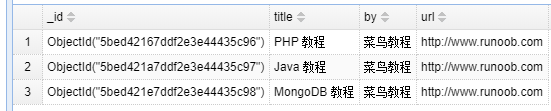 _id title by url
1 ObjectId("5bed42167ddf2e3e44435c96") PHP 教程 菜鸟教程 http://www.runoob.com
2 ObjectId("5bed421a7ddf2e3e44435c97") Java 教程 菜鸟教程 http://www.runoob.com
3 ObjectId("5bed421e7ddf2e3e44435c98") MongoDB 教程 菜鸟教程 http://www.runoob.com